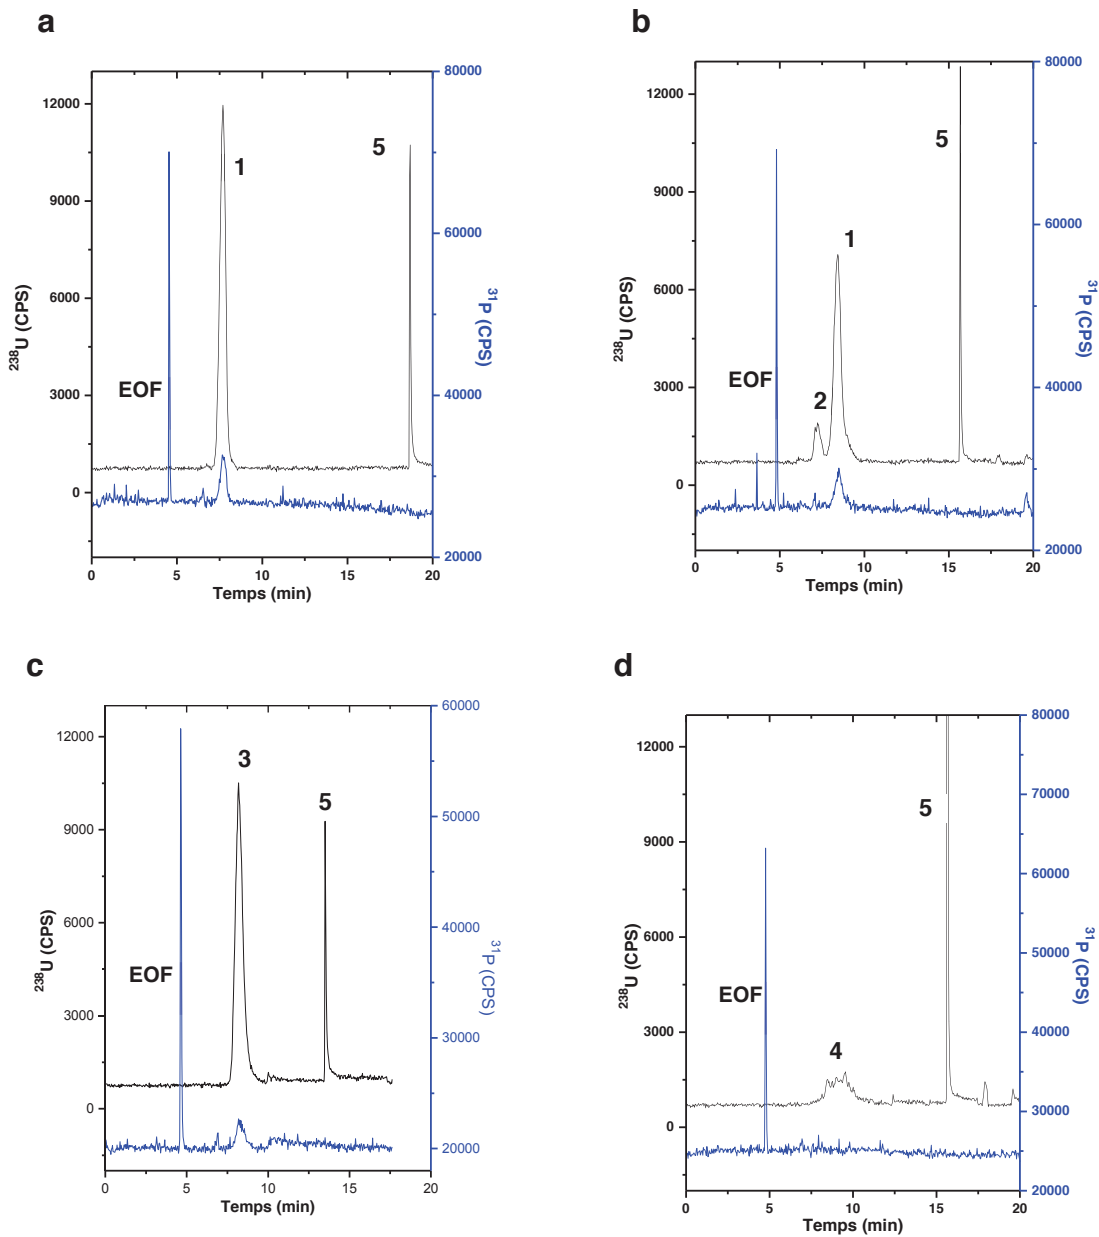 a
80000
12000
9000
6000
3000
0
60000
40000
20000
0 5 10 15 20
Temps (min)
238U (CPS)
31P (CPS)
EOF
1
5
b
80000
12000
9000
6000
3000
0
60000
40000
20000
0 5 10 15 20
Temps (min)
238U (CPS)
31P (CPS)
EOF
2
1
5
c
60000
12000
9000
6000
3000
0
50000
40000
30000
20000
0 5 10 15 20
Temps (min)
238U (CPS)
31P (CPS)
EOF
3
5
d
80000
12000
9000
6000
3000
0
70000
60000
50000
40000
30000
20000
0 5 10 15 20
Temps (min)
238U (CPS)
31P (CPS)
EOF
4
5